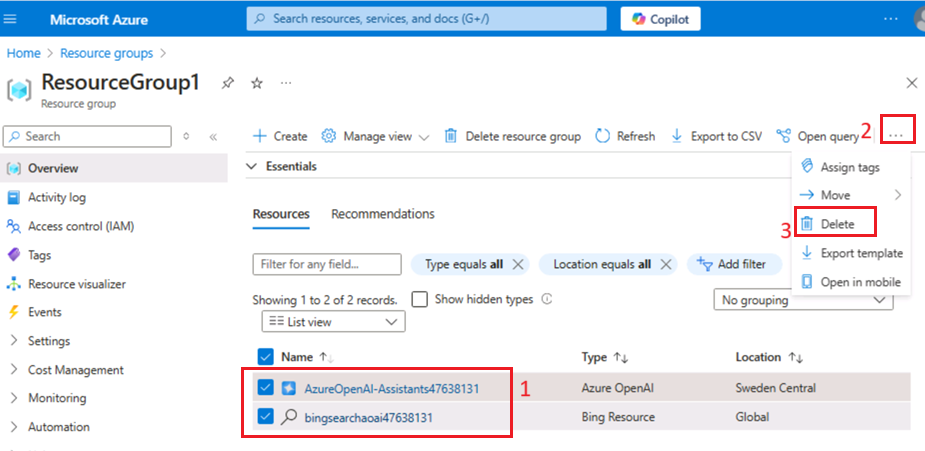 Microsoft Azure
Search resources, services, and docs (G+/)
Copilot
...
Home > Resource groups >
ResourceGroup1
...
Resource group
Search
«
Create
Manage view
Delete resource group
Refresh
Export to CSV
Open query
2
...
Overview
Activity log
Access control (IAM)
Tags
Resource visualizer
Events
Settings
Cost Management
Monitoring
Automation
Essentials
Assign tags
Move
3
Delete
Export template
Open in mobile
Resources
Recommendations
Filter for any field...
Type equals all
Location equals all
Add filter
Showing 1 to 2 of 2 records.
Show hidden types
No grouping
List view
Name ↑↓
Type ↑↓
Location ↑↓
AzureOpenAI-Assistants47638131
1
Azure OpenAI
Sweden Central
bingsearchaoai47638131
Bing Resource
Global